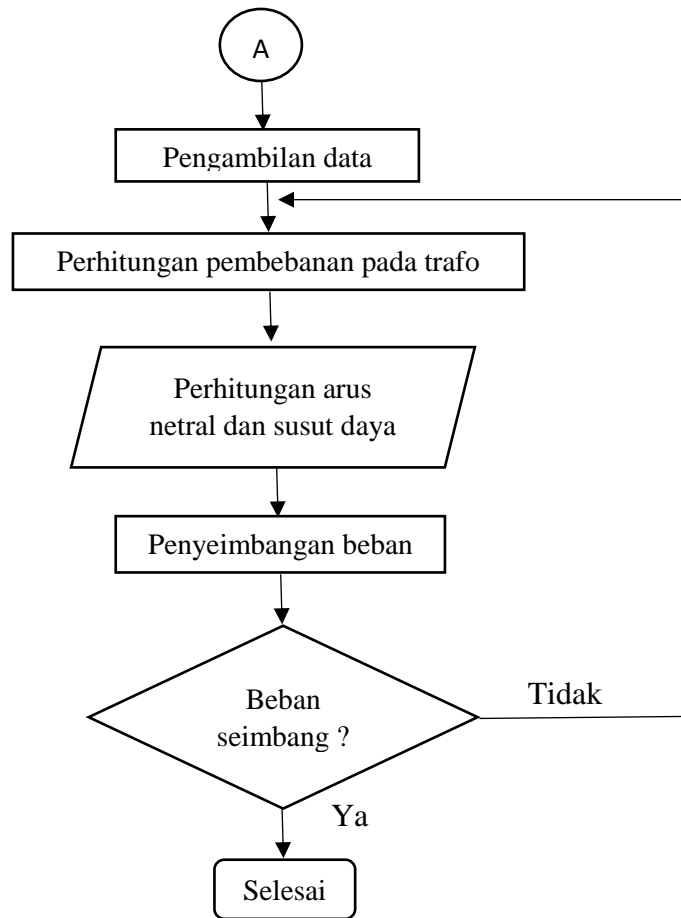 A
Pengambilan data
Perhitungan pembebanan pada trafo
Perhitungan arus
netral dan susut daya
Penyeimbangan beban
Beban
seimbang ?
Tidak
Ya
Selesai